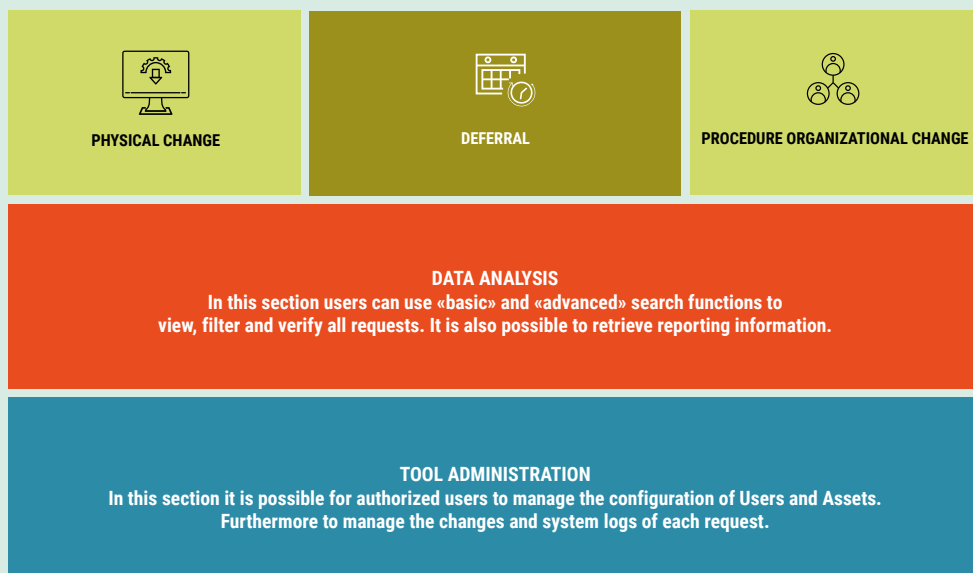 PHYSICAL CHANGE
DEFERRAL
PROCEDURE ORGANIZATIONAL CHANGE
DATA ANALYSIS
In this section users can use «basic» and «advanced» search functions to
view, filter and verify all requests. It is also possible to retrieve reporting information.
TOOL ADMINISTRATION
In this section it is possible for authorized users to manage the configuration of Users and Assets.
Furthermore to manage the changes and system logs of each request.